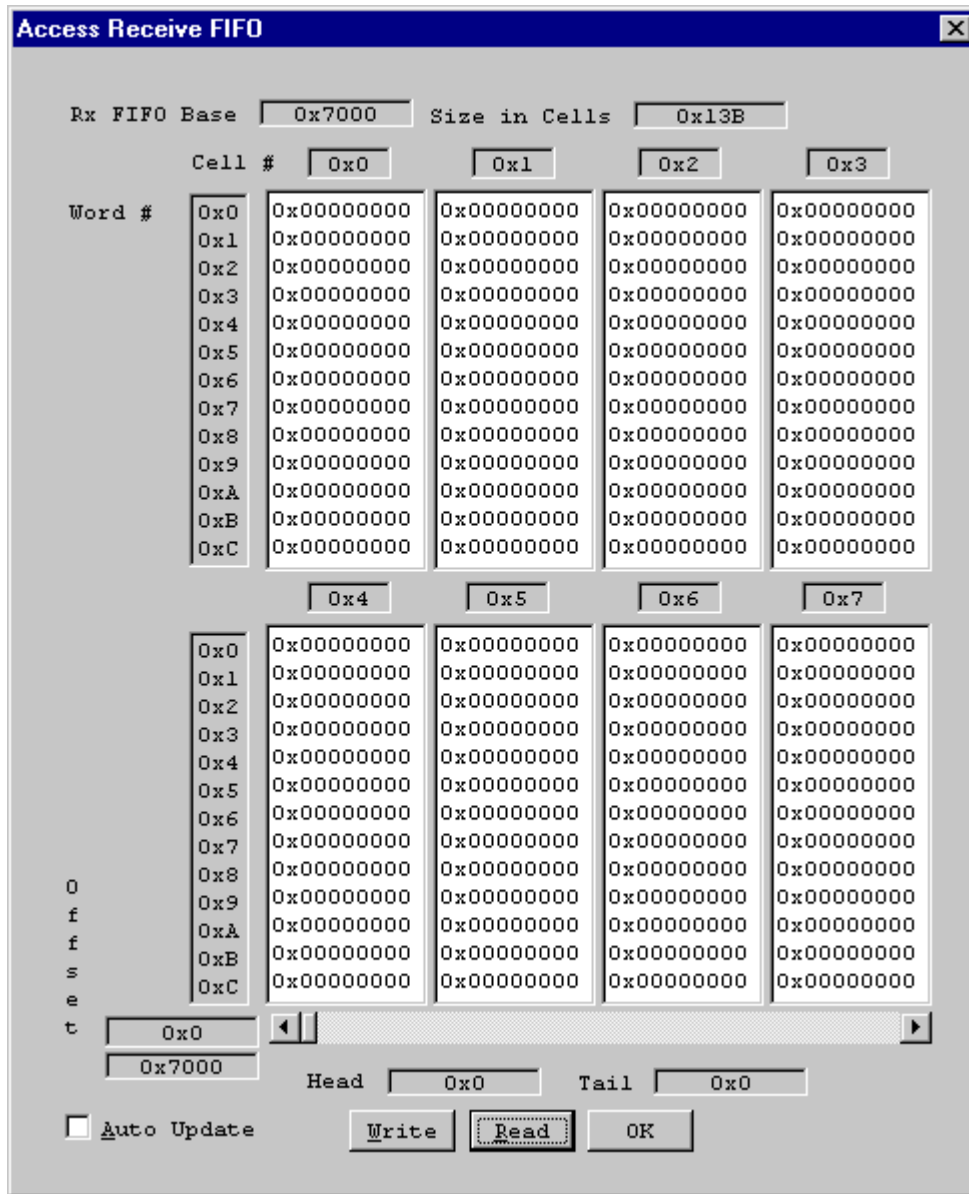 Access Receive FIFO
Rx FIFO Base 0x7000 Size in Cells 0x13B
Cell # 0x0 0x1 0x2 0x3
Word # 0x0 0x00000000 0x00000000 0x00000000 0x00000000
0x1 0x00000000 0x00000000 0x00000000 0x00000000
0x2 0x00000000 0x00000000 0x00000000 0x00000000
0x3 0x00000000 0x00000000 0x00000000 0x00000000
0x4 0x00000000 0x00000000 0x00000000 0x00000000
0x5 0x00000000 0x00000000 0x00000000 0x00000000
0x6 0x00000000 0x00000000 0x00000000 0x00000000
0x7 0x00000000 0x00000000 0x00000000 0x00000000
0x8 0x00000000 0x00000000 0x00000000 0x00000000
0x9 0x00000000 0x00000000 0x00000000 0x00000000
0xA 0x00000000 0x00000000 0x00000000 0x00000000
0xB 0x00000000 0x00000000 0x00000000 0x00000000
0xC 0x00000000 0x00000000 0x00000000 0x00000000
0x4 0x5 0x6 0x7
0x0 0x00000000 0x00000000 0x00000000 0x00000000
0x1 0x00000000 0x00000000 0x00000000 0x00000000
0x2 0x00000000 0x00000000 0x00000000 0x00000000
0x3 0x00000000 0x00000000 0x00000000 0x00000000
0x4 0x00000000 0x00000000 0x00000000 0x00000000
0x5 0x00000000 0x00000000 0x00000000 0x00000000
0x6 0x00000000 0x00000000 0x00000000 0x00000000
0x7 0x00000000 0x00000000 0x00000000 0x00000000
0x8 0x00000000 0x00000000 0x00000000 0x00000000
0x9 0x00000000 0x00000000 0x00000000 0x00000000
0xA 0x00000000 0x00000000 0x00000000 0x00000000
0xB 0x00000000 0x00000000 0x00000000 0x00000000
0xC 0x00000000 0x00000000 0x00000000 0x00000000
Offset
0x0
0x7000
Head 0x0 Tail 0x0
Auto Update Write Read OK